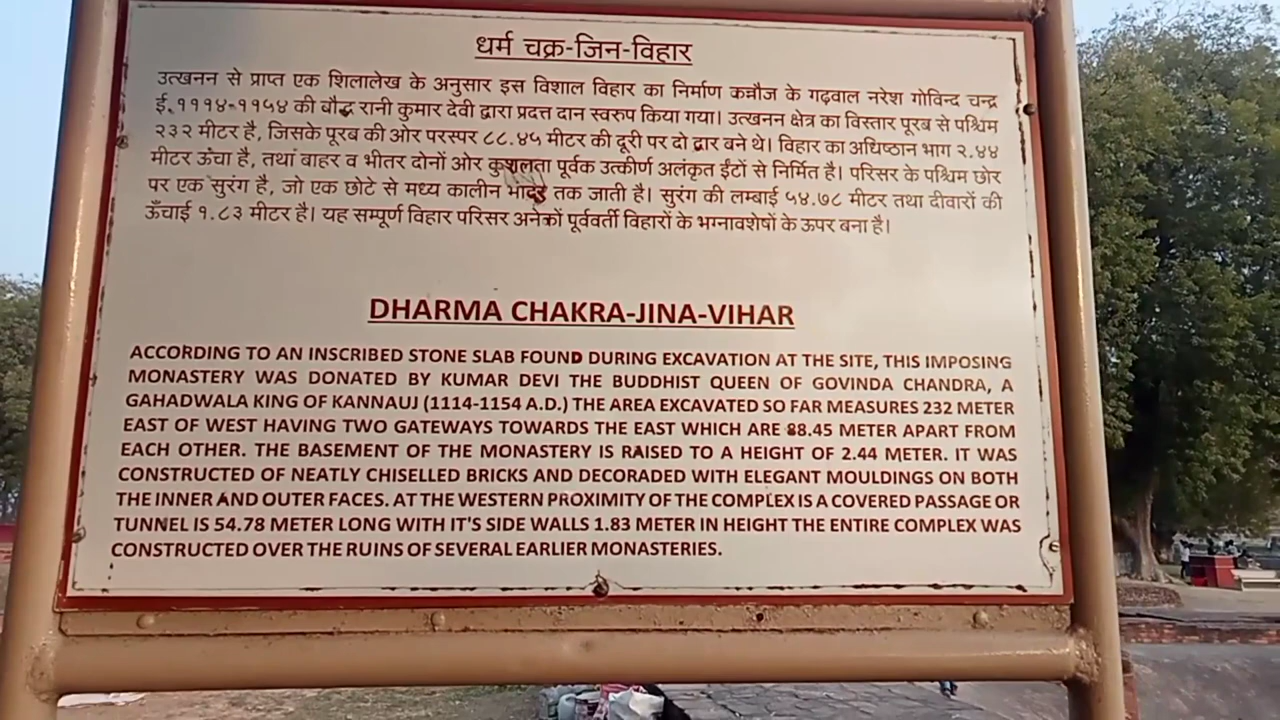 धर्म चक्र-जिन-विहार
उत्खनन से प्राप्त एक शिलालेख के अनुसार इस विशाल विहार का निर्माण कन्नौज के गढ़वाल नरेश गोविन्द चन्द्र
ई.१११४-११५४ की बौद्ध रानी कुमार देवी द्वारा प्रदत्त दान स्वरुप किया गया। उत्खनन क्षेत्र का विस्तार पूरब से पश्चिम
२३२ मीटर है, जिसके पूरब की ओर परस्पर ८८.४५ मीटर की दूरी पर दो द्वार बने थे। विहार का अधिष्ठान भाग २.४४
मीटर ऊंचा है, तथा बाहर व भीतर दोनों ओर कुशलता पूर्वक उत्कीर्ण अलंकृत ईंटों से निर्मित है। परिसर के पश्चिम छोर
पर एक सुरंग है, जो एक छोटे से मध्य कालीन तक जाती है। सुरंग की लम्बाई ५४.७८ मीटर तथा दीवारों की
ऊँचाई १.८३ मीटर है। यह सम्पूर्ण विहार परिसर अनेकों पूर्ववर्ती विहारों के भग्नावशेषों के ऊपर बना है।
DHARMA CHAKRA-JINA-VIHAR
ACCORDING TO AN INSCRIBED STONE SLAB FOUND DURING EXCAVATION AT THE SITE, THIS IMPOSING
MONASTERY WAS DONATED BY KUMAR DEVI THE BUDDHIST QUEEN OF GOVINDA CHANDRA, A
GAHADWALA KING OF KANNAUJ (1114-1154 A.D.) THE AREA EXCAVATED SO FAR MEASURES 232 METER
EAST OF WEST HAVING TWO GATEWAYS TOWARDS THE EAST WHICH ARE 88.45 METER APART FROM
EACH OTHER. THE BASEMENT OF THE MONASTERY IS RAISED TO A HEIGHT OF 2.44 METER. IT WAS
CONSTRUCTED OF NEATLY CHISELLED BRICKS AND DECORADED WITH ELEGANT MOULDINGS ON BOTH
THE INNER AND OUTER FACES. AT THE WESTERN PROXIMITY OF THE COMPLEX IS A COVERED PASSAGE OR
TUNNEL IS 54.78 METER LONG WITH IT'S SIDE WALLS 1.83 METER IN HEIGHT THE ENTIRE COMPLEX WAS
CONSTRUCTED OVER THE RUINS OF SEVERAL EARLIER MONASTERIES.